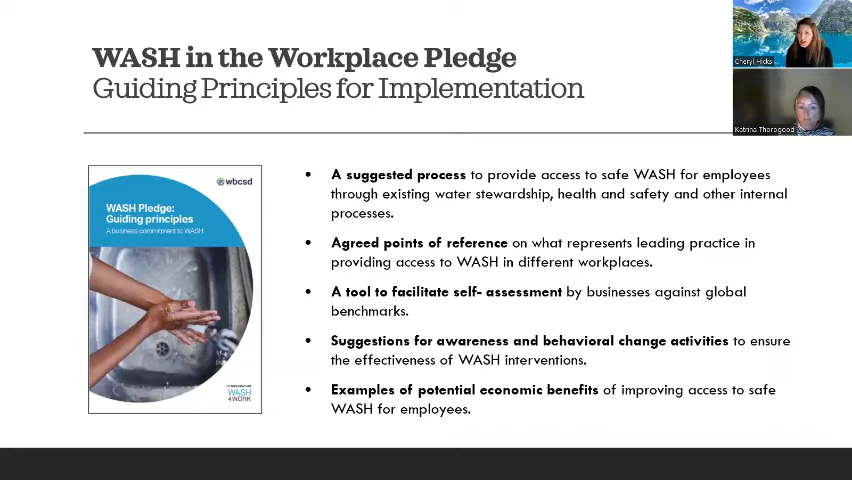 WASH in the Workplace Pledge
Guiding Principles for Implementation
Cheryl Hicks
Katrina Thorogood
wbcsd
WASH Pledge:
Guiding principles
A business commitment to WASH
WASH
4WORK
• A suggested process to provide access to safe WASH for employees
through existing water stewardship, health and safety and other internal
processes.
• Agreed points of reference on what represents leading practice in
providing access to WASH in different workplaces.
• A tool to facilitate self- assessment by businesses against global
benchmarks.
• Suggestions for awareness and behavioral change activities to ensure
the effectiveness of WASH interventions.
• Examples of potential economic benefits of improving access to safe
WASH for employees.